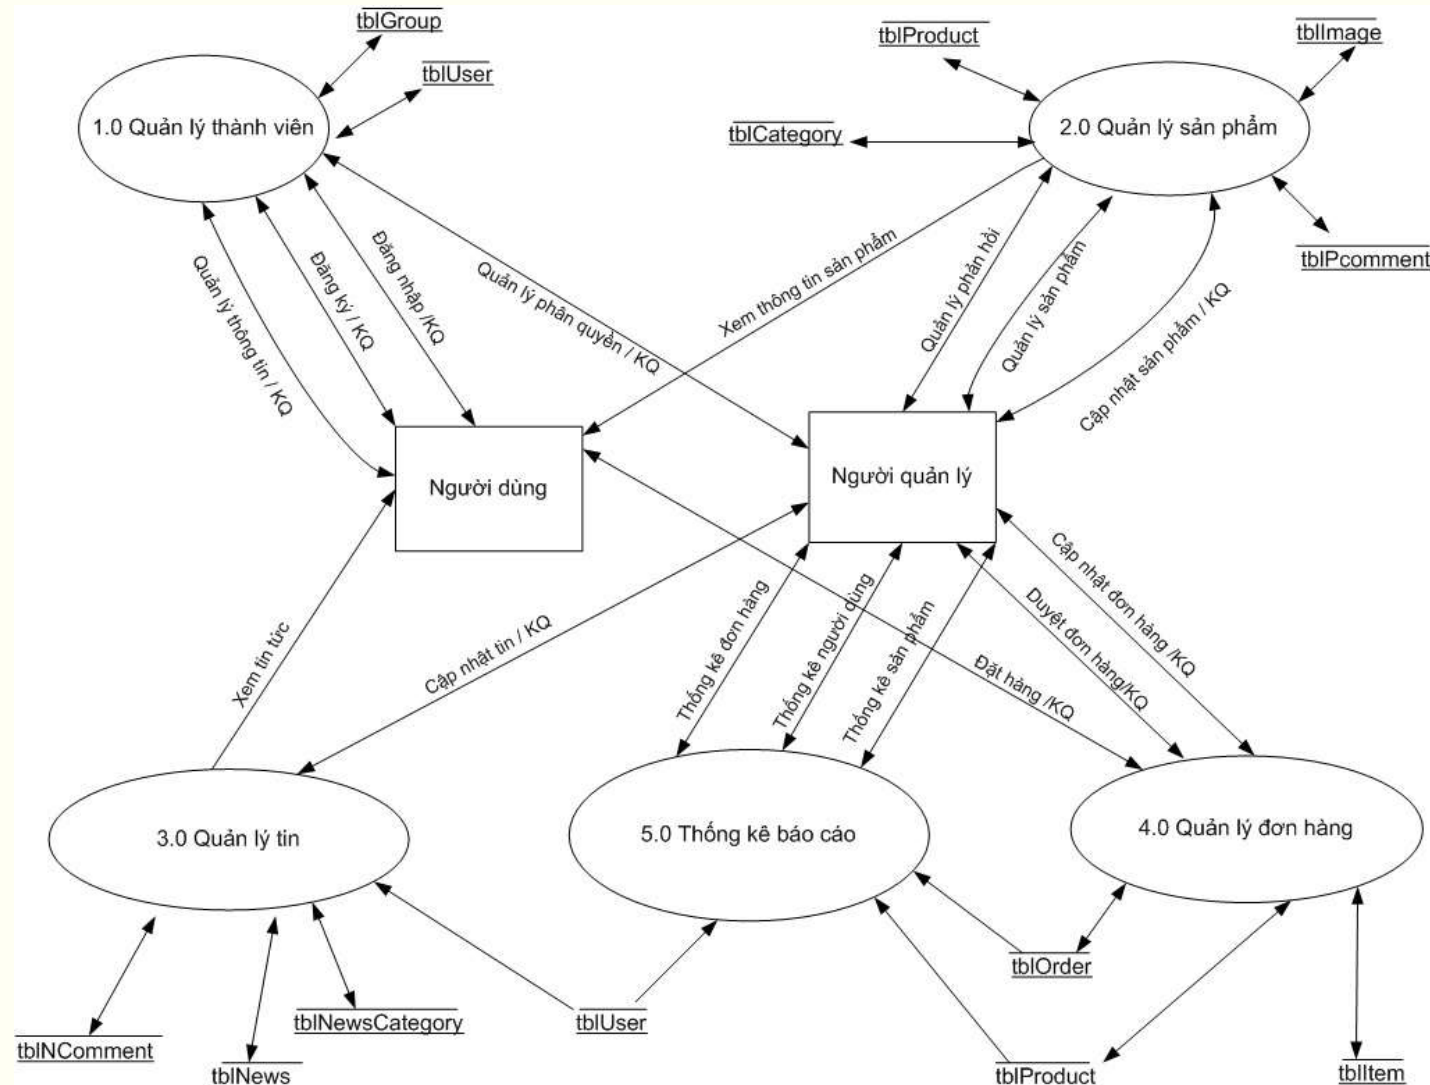 tblGroup
tblUser
1.0 Quản lý thành viên
tblProduct
tblImage
tblCategory
2.0 Quản lý sản phẩm
tblPcomment
Quản lý thông tin / KQ
Đăng ký / KQ
Đăng nhập /KQ
Quản lý phân quyền / KQ
Xem thông tin sản phẩm
Quản lý phản hồi
Quản lý sản phẩm
Cập nhật sản phẩm / KQ
Người dùng
Người quản lý
Xem tin tức
Cập nhật tin / KQ
Thống kê đơn hàng
Thống kê người dùng
Thống kê sản phẩm
Đặt hàng /KQ
Duyệt đơn hàng/KQ
Cập nhật đơn hàng /KQ
3.0 Quản lý tin
5.0 Thống kê báo cáo
4.0 Quản lý đơn hàng
tblNComment
tblNews
tblNewsCategory
tblUser
tblOrder
tblProduct
tblItem